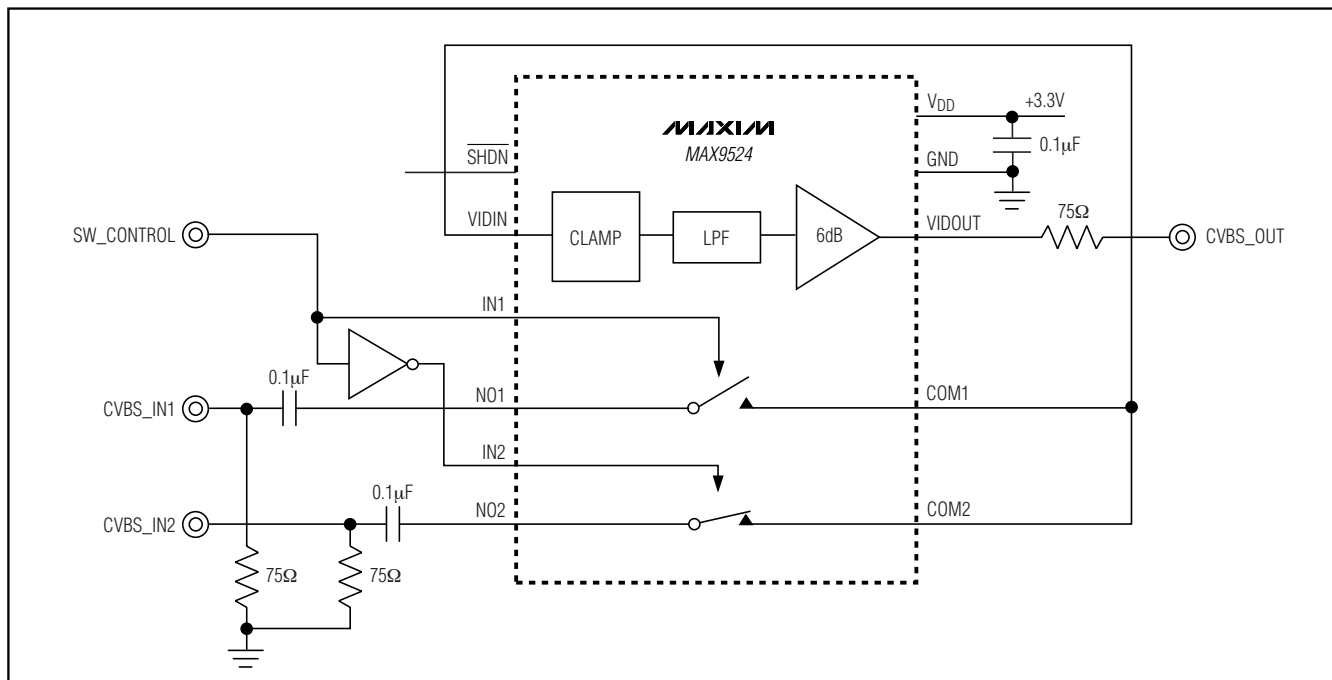 VDD
+3.3V
MAXIM
MAX9524
SHDN
0.1µF
GND
75Ω
SW_CONTROL
VIDIN
CLAMP
LPF
6dB
VIDOUT
CVBS_OUT
IN1
0.1µF
CVBS_IN1
NO1
COM1
IN2
0.1µF
CVBS_IN2
NO2
COM2
75Ω
75Ω